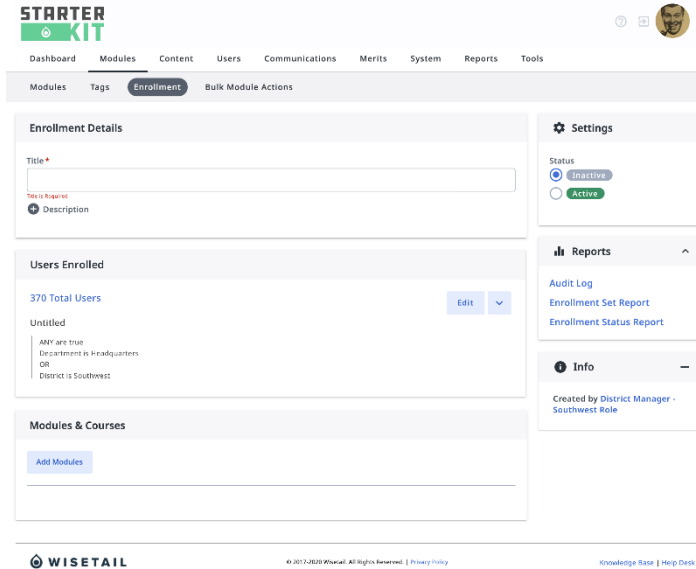 STARTER
KIT
Dashboard Modules Content Users Communications Merits System Reports Tools
Modules Tags Enrollment Bulk Module Actions
Enrollment Details
Title*
Title is Required
Description
Users Enrolled
370 Total Users
Edit
Untitled
ANY are true
Department is Headquarters
OR
District is Southwest
Modules & Courses
Add Modules
Settings
Status
Inactive
Active
Reports
Audit Log
Enrollment Set Report
Enrollment Status Report
Info
Created by District Manager -
Southwest Role
WISETAIL
© 2017-2020 Wisetail. All Rights Reserved. | Privacy Policy
Knowledge Base | Help Desk